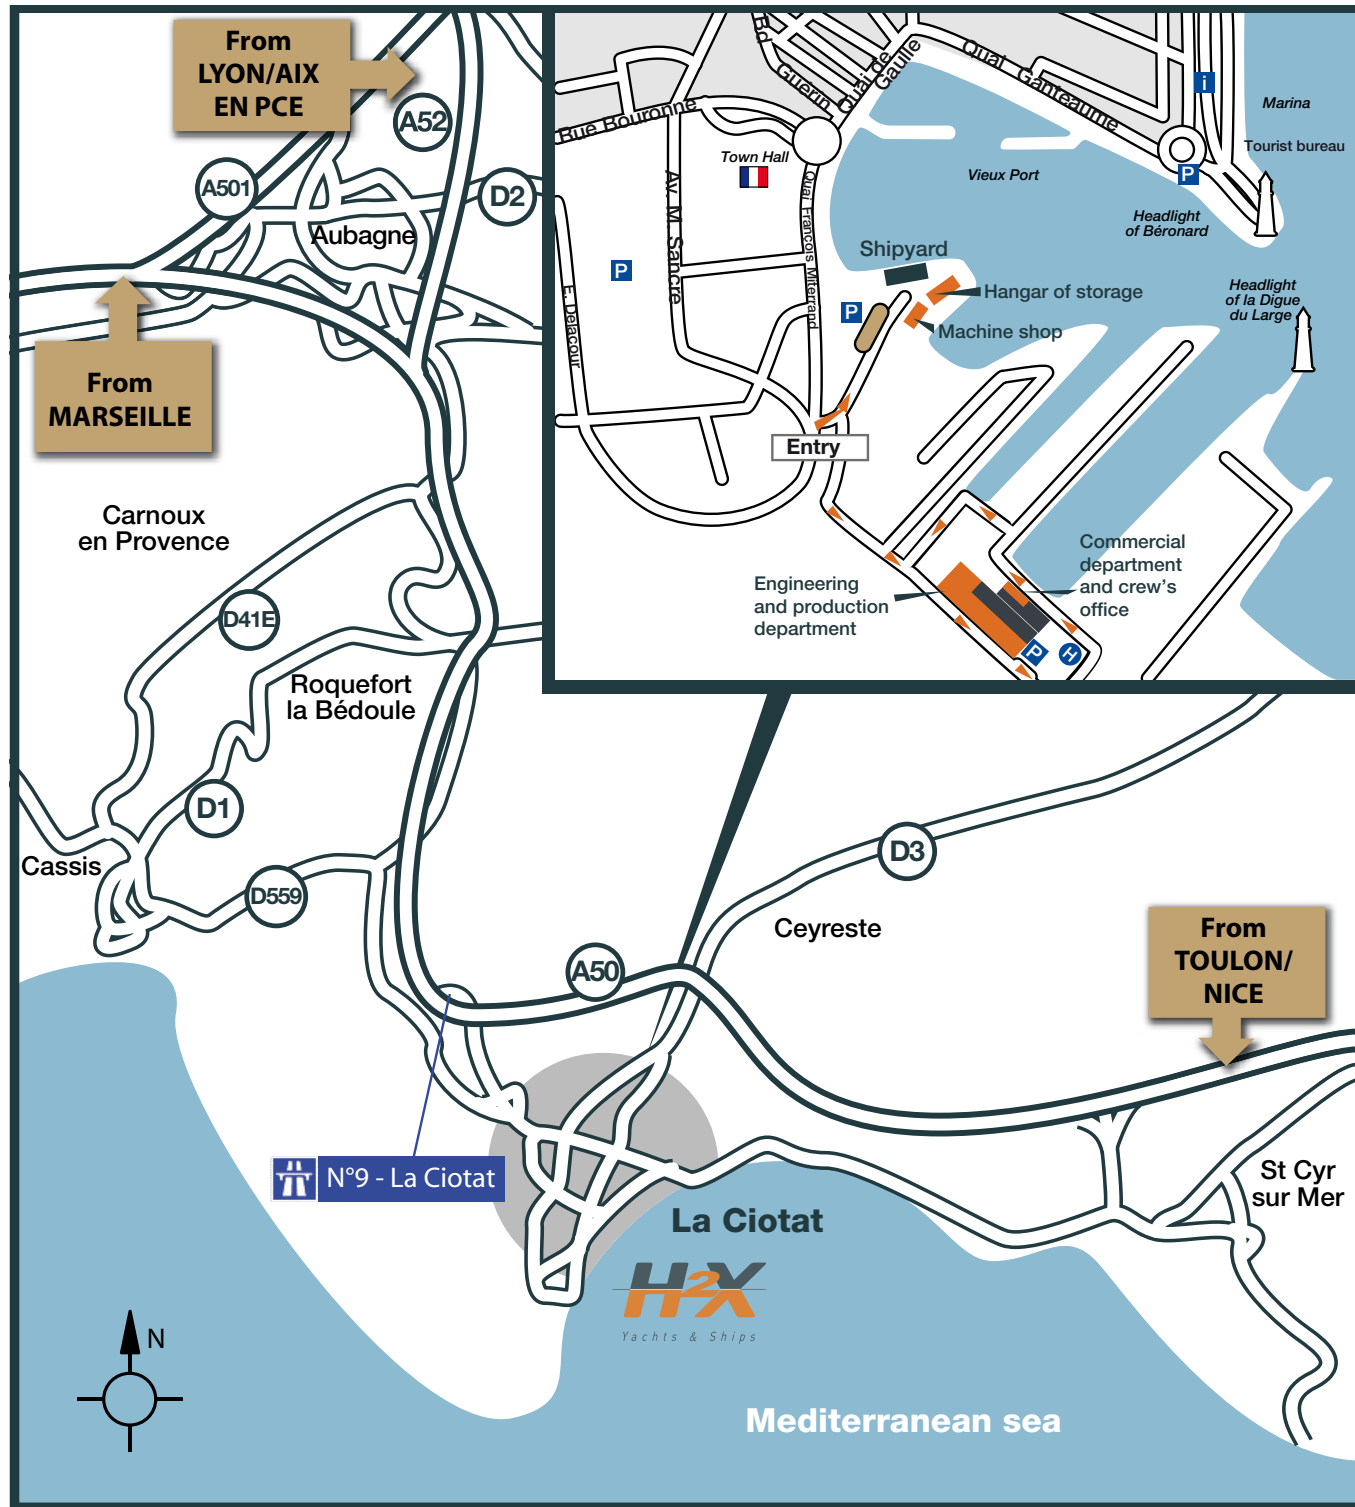 From
LYON/AIX
EN PCE
A52
A501
D2
Aubagne
From
MARSEILLE
Carnoux
en Provence
D41E
Roquefort
la Bédoule
D1
Cassis
D559
Bd
Guerin
Quai de
Gaulle
Quai Ganteaume
Rue Bouronne
Town Hall
Av. M. Sancre
Quai Francois Miterrand
E. Delacour
P
Vieux Port
i
Marina
Tourist bureau
P
Headlight
of Béronard
Headlight
of la Digue
du Large
Shipyard
Hangar of storage
P
Machine shop
Entry
Engineering
and production
department
Commercial
department
and crew's
office
P
H
D3
Ceyreste
A50
From
TOULON/
NICE
N°9 - La Ciotat
St Cyr
sur Mer
La Ciotat
H2X
Yachts & Ships
N
Mediterranean sea